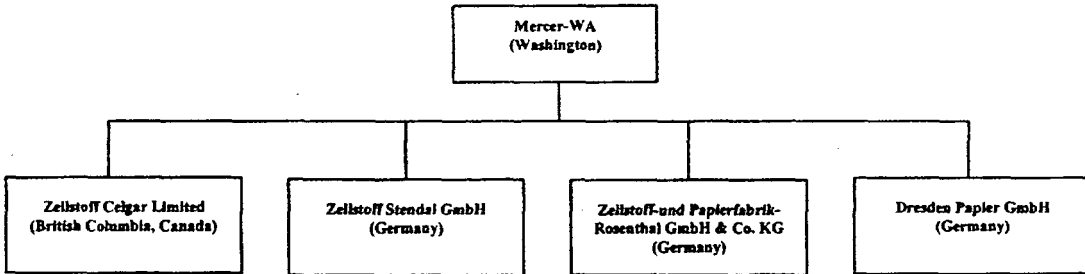 Mercer-WA
(Washington)
Zellstoff Celgar Limited
(British Columbia, Canada)
Zellstoff Stendal GmbH
(Germany)
Zellstoff-und Papierfabrik-
Rosenthal GmbH & Co. KG
(Germany)
Dresden Papier GmbH
(Germany)